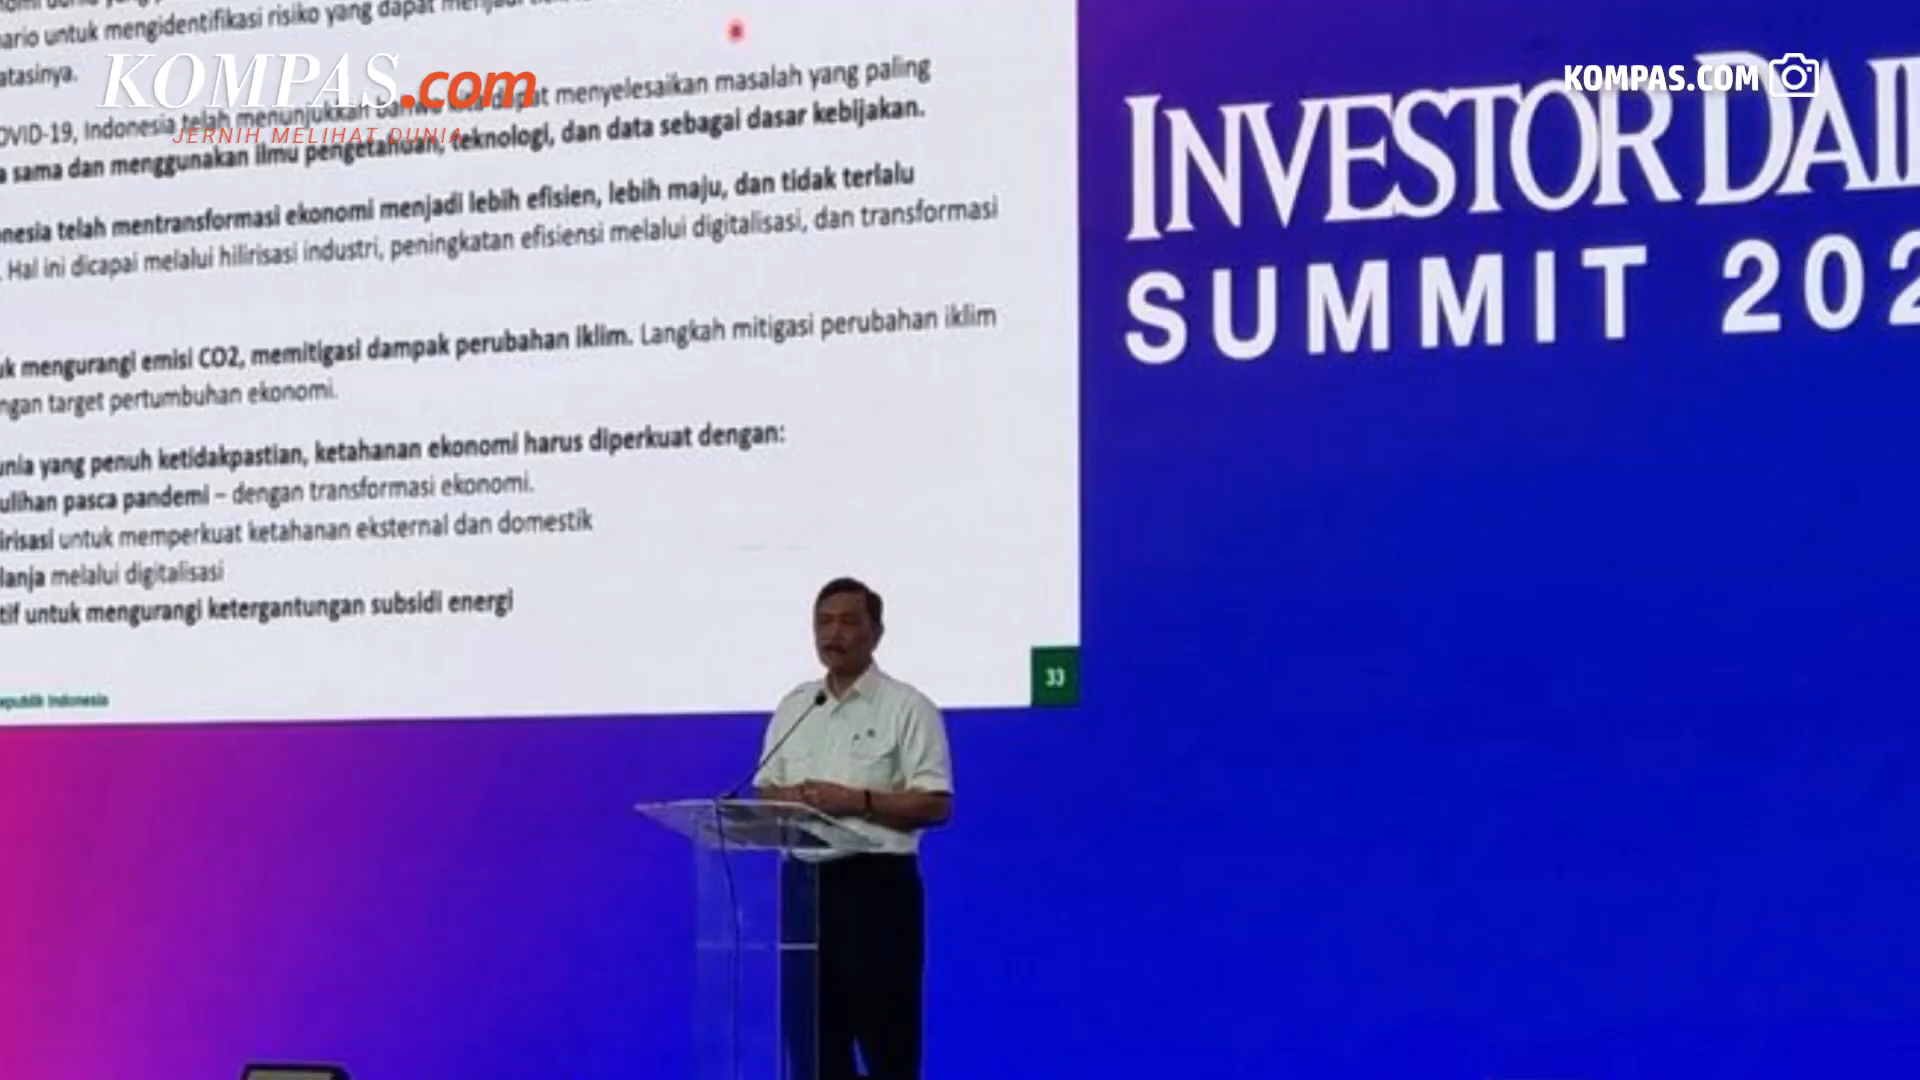 ario untuk mengidentifikasi risiko yang dapat
atasinya.
KOMPAS.com
JERNIH MELIHAT DUNIA
KOMPAS.COM
OVID-19, Indonesia telah menunjukkan menyelesaikan masalah yang paling
a sama dan menggunakan ilmu pengetahuan, teknologi, dan data sebagai dasar kebijakan.
onesia telah mentransformasi ekonomi menjadi lebih efisien, lebih maju, dan tidak terlalu
. Hal ini dicapai melalui hilirisasi industri, peningkatan efisiensi melalui digitalisasi, dan transformasi
uk mengurangi emisi CO2, memitigasi dampak perubahan iklim. Langkah mitigasi perubahan iklim
ngan target pertumbuhan ekonomi.
unia yang penuh ketidakpastian, ketahanan ekonomi harus diperkuat dengan:
ulihan pasca pandemi – dengan transformasi ekonomi.
irisasi untuk memperkuat ketahanan eksternal dan domestik
lanja melalui digitalisasi
tif untuk mengurangi ketergantungan subsidi energi
epublik Indonesia
33
INVESTOR DAI
SUMMIT 202